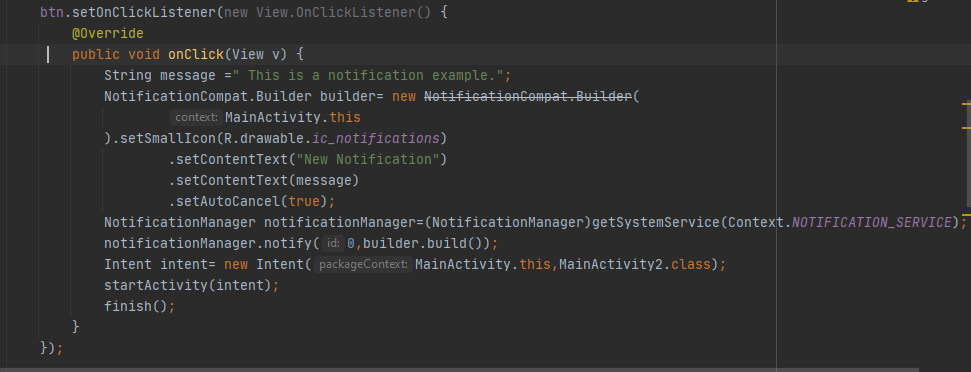 btn.setOnClickListener(new View.OnClickListener() {
@Override
public void onClick(View v) {
String message =" This is a notification example.";
NotificationCompat.Builder builder= new NotificationCompat.Builder(
context: MainActivity.this
).setSmallIcon(R.drawable.ic_notifications)
.setContentText("New Notification")
.setContentText(message)
.setAutoCancel(true);
NotificationManager notificationManager=(NotificationManager)getSystemService(Context.NOTIFICATION_SERVICE);
notificationManager.notify( id: 0,builder.build());
Intent intent= new Intent( packageContext: MainActivity.this,MainActivity2.class);
startActivity(intent);
finish();
}
});